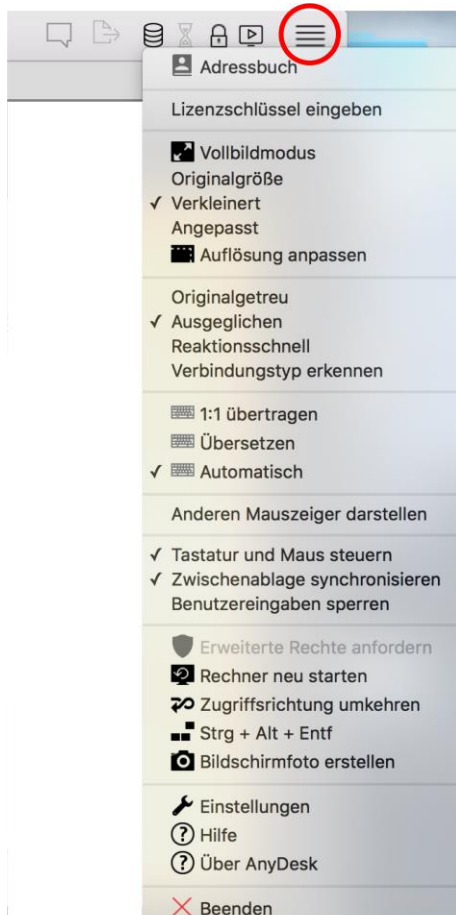 Adressbuch
Lizenzschlüssel eingeben
Vollbildmodus
Originalgröße
✓ Verkleinert
Angepasst
Auflösung anpassen
Originalgetreu
✓ Ausgeglichen
Reaktionsschnell
Verbindungstyp erkennen
1:1 übertragen
Übersetzen
✓ Automatisch
Anderen Mauszeiger darstellen
✓ Tastatur und Maus steuern
✓ Zwischenablage synchronisieren
Benutzereingaben sperren
Erweiterte Rechte anfordern
Rechner neu starten
Zugriffsrichtung umkehren
Strg + Alt + Entf
Bildschirmfoto erstellen
Einstellungen
? Hilfe
? Über AnyDesk
Beenden